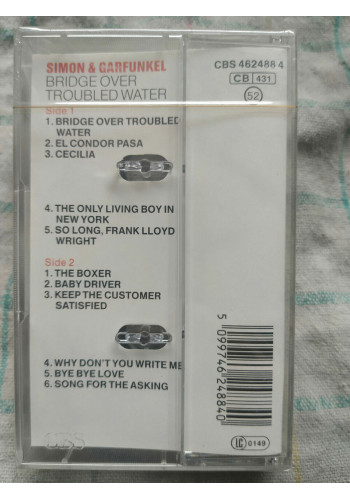 SIMON & GARFUNKEL
BRIDGE OVER
TROUBLED WATER
Side 1
1. BRIDGE OVER TROUBLED
WATER
2. EL CONDOR PASA
3. CECILIA
4. THE ONLY LIVING BOY IN
NEW YORK
5. SO LONG, FRANK LLOYD
WRIGHT
Side 2
1. THE BOXER
2. BABY DRIVER
3. KEEP THE CUSTOMER
SATISFIED
4. WHY DON'T YOU WRITE ME
5. BYE BYE LOVE
6. SONG FOR THE ASKING
CBS 462488 4
CB 431
52
5 099746 248840
LC 0149